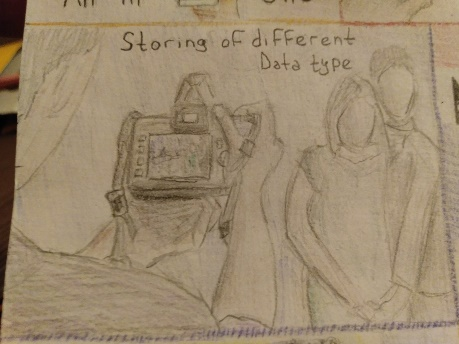 Storing of different
Data type